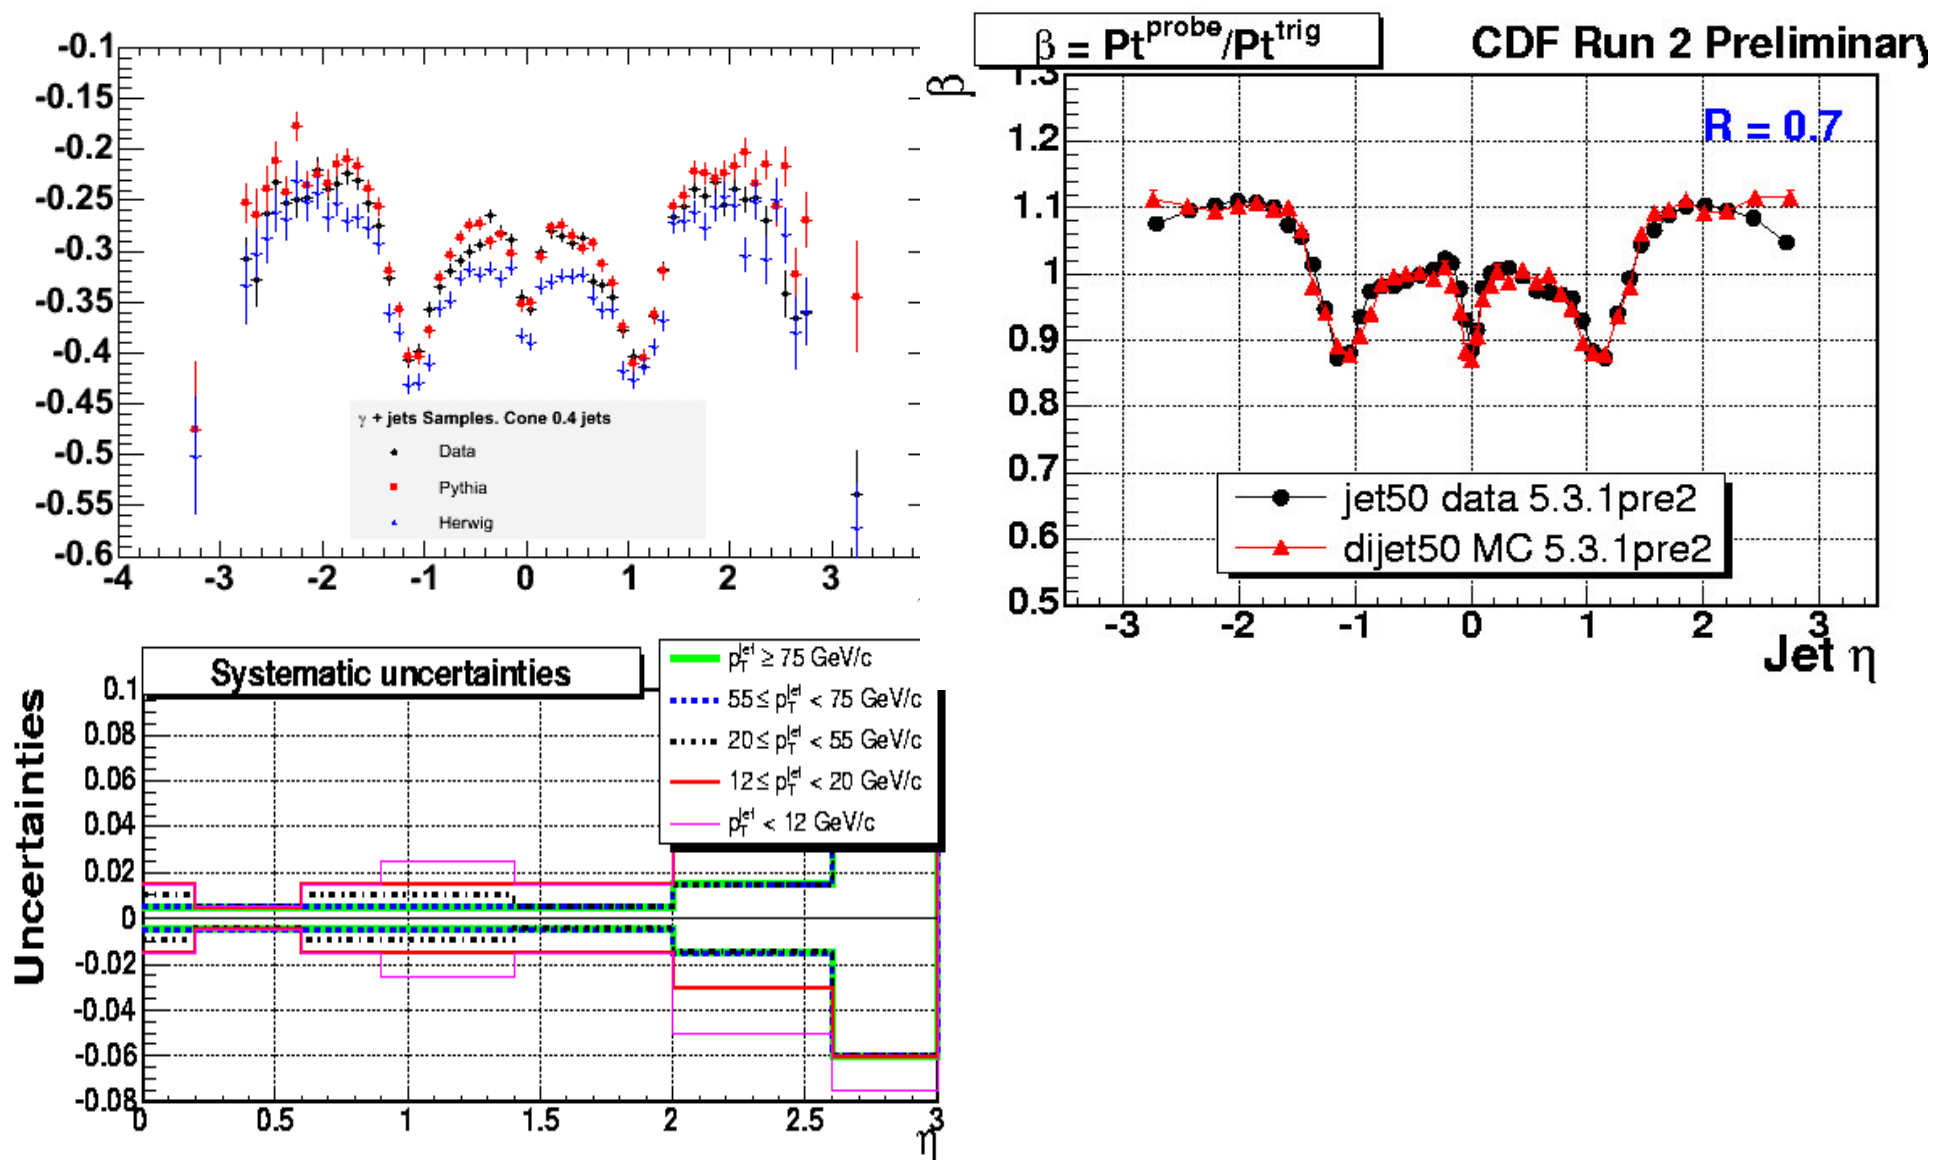 -0.1
-0.15
-0.2
-0.25
-0.3
-0.35
-0.4
-0.45
-0.5
-0.55
-0.6
-4 -3 -2 -1 0 1 2 3
γ + jets Samples. Cone 0.4 jets
Data
Pythia
Herwig
β = Pt^probe/Pt^trig
CDF Run 2 Preliminary
β
R = 0.7
1.3
1.2
1.1
1
0.9
0.8
0.7
0.6
0.5
jet50 data 5.3.1pre2
dijet50 MC 5.3.1pre2
-3 -2 -1 0 1 2 3
Jet η
Systematic uncertainties
p_T^jet ≥ 75 GeV/c
55 ≤ p_T^jet < 75 GeV/c
20 ≤ p_T^jet < 55 GeV/c
12 ≤ p_T^jet < 20 GeV/c
p_T^jet < 12 GeV/c
Uncertainties
0.1
0.08
0.06
0.04
0.02
0
-0.02
-0.04
-0.06
-0.08
0 0.5 1 1.5 2 2.5 3
η